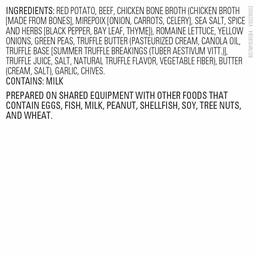 INGREDIENTS: RED POTATO, BEEF, CHICKEN BONE BROTH (CHICKEN BROTH
[MADE FROM BONES], MIREPOIX [ONION, CARROTS, CELERY], SEA SALT, SPICE
AND HERBS [BLACK PEPPER, BAY LEAF, THYME]), ROMAINE LETTUCE, YELLOW
ONIONS, GREEN PEAS, TRUFFLE BUTTER (PASTEURIZED CREAM, CANOLA OIL,
TRUFFLE BASE [SUMMER TRUFFLE BREAKINGS (TUBER AESTIVUM VITT.)],
TRUFFLE JUICE, SALT, NATURAL TRUFFLE FLAVOR, VEGETABLE FIBER), BUTTER
(CREAM, SALT), GARLIC, CHIVES.
CONTAINS: MILK
PREPARED ON SHARED EQUIPMENT WITH OTHER FOODS THAT
CONTAIN EGGS, FISH, MILK, PEANUT, SHELLFISH, SOY, TREE NUTS,
AND WHEAT.